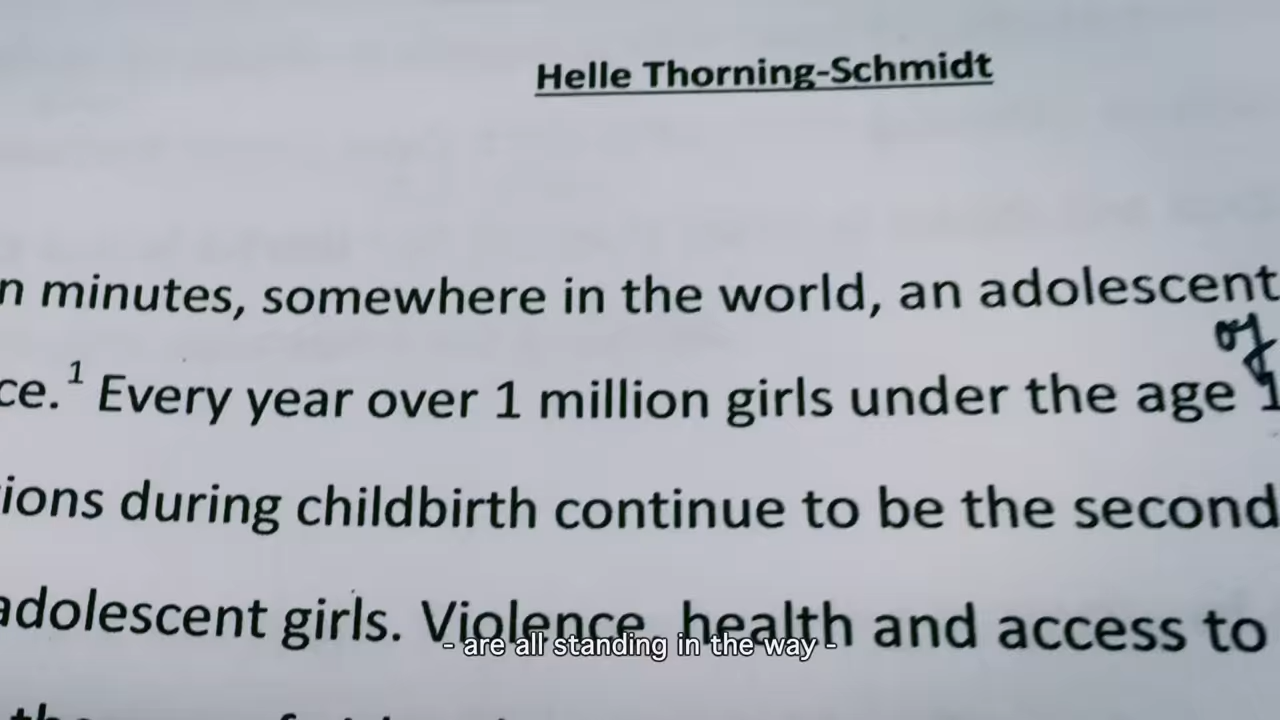 Helle Thorning-Schmidt
n minutes, somewhere in the world, an adolescent
of
ce.¹ Every year over 1 million girls under the age 1
ions during childbirth continue to be the second
adolescent girls. Violence, health and access to
- are all standing in the way -